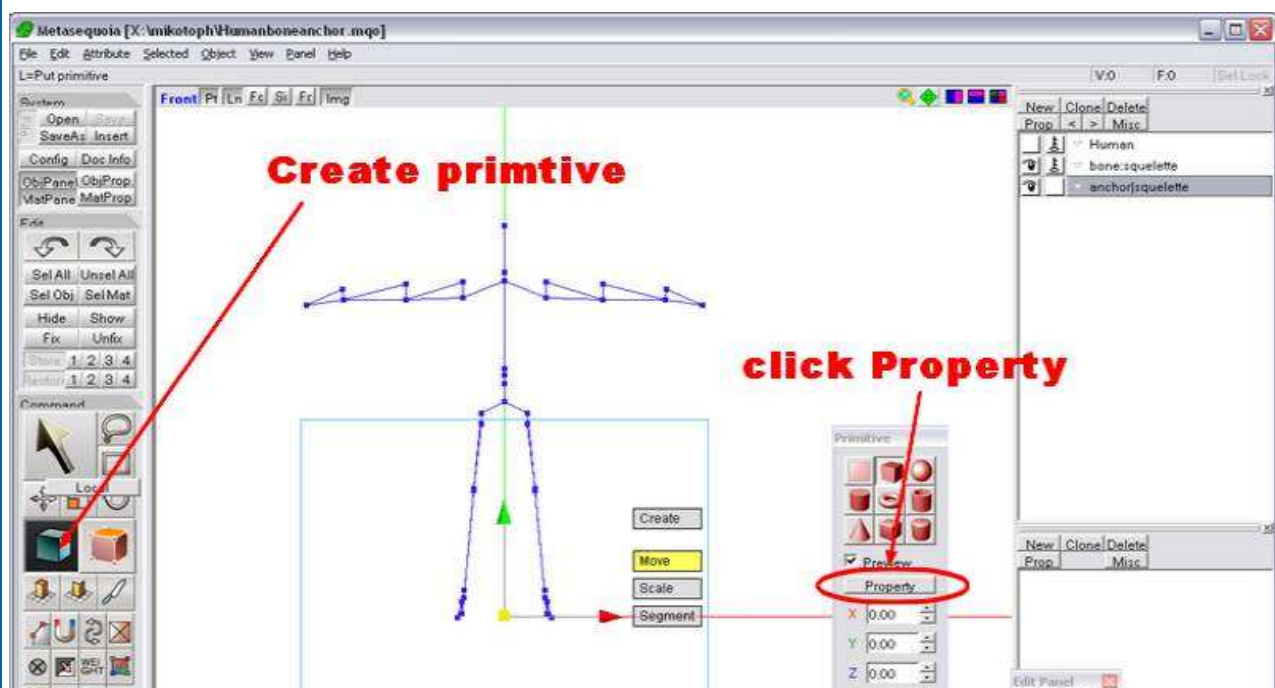 Metasequoia [X:\mikotoph\Humanboneanchor.mqo]
File Edit Attribute Selected Object View Panel Help
L=Put primitive
V:0 F:0 Sel Lock
System
Open Save
SaveAs Insert
Config Doc Info
ObjPanel ObjProp
MatPane MatProp
Edit
Sel All Unsel All
Sel Obj Sel Mat
Hide Show
Fix Unfix
Store 1 2 3 4
1 2 3 4
Command
Local
WEI
GHT
Front Pt Ln Fc Si Fr Img
Create primtive
click Property
Create
Move
Scale
Segment
Primitive
Preview
Property
X 0.00
Y 0.00
Z 0.00
New Clone Delete
Prop < > Misc
Human
bone:squelette
anchor|squelette
New Clone Delete
Prop Misc
Edit Panel